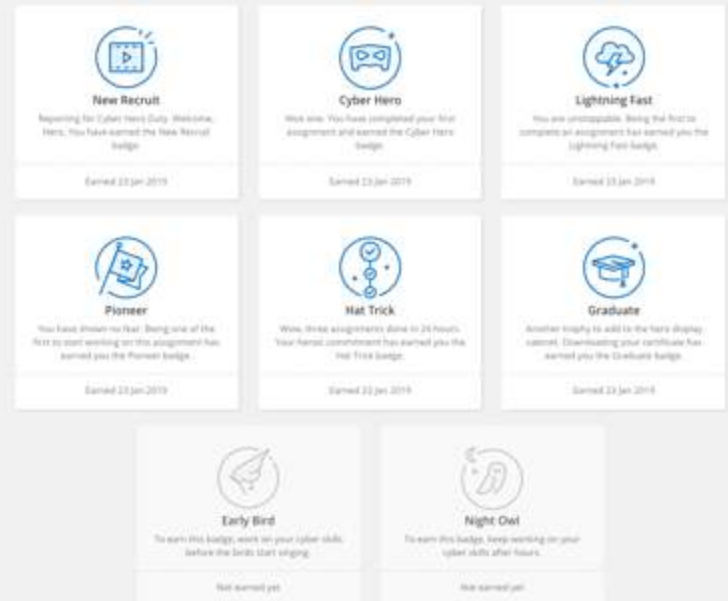 New Recruit
Reporting for Cyber Hero Duty. Welcome,
Hero. You have earned the New Recruit
badge.
Earned 23 Jan 2019
Cyber Hero
Nice one. You have completed your first
assignment and earned the Cyber Hero
badge.
Earned 23 Jan 2019
Lightning Fast
You are unstoppable. Being the first to
complete an assignment has earned you the
Lightning Fast badge.
Earned 23 Jan 2019
Pioneer
You have shown no fear. Being one of the
first to start working on this assignment has
earned you the Pioneer badge.
Earned 23 Jan 2019
Hat Trick
Wow, three assignments done in 24 hours.
Your heroic commitment has earned you the
Hat Trick badge.
Earned 23 Jan 2019
Graduate
Another trophy to add to the hero display
cabinet. Downloading your certificate has
earned you the Graduate badge.
Earned 23 Jan 2019
Early Bird
To earn this badge, work on your cyber skills
before the birds start singing.
Not earned yet
Night Owl
To earn this badge, keep working on your
cyber skills after hours.
Not earned yet